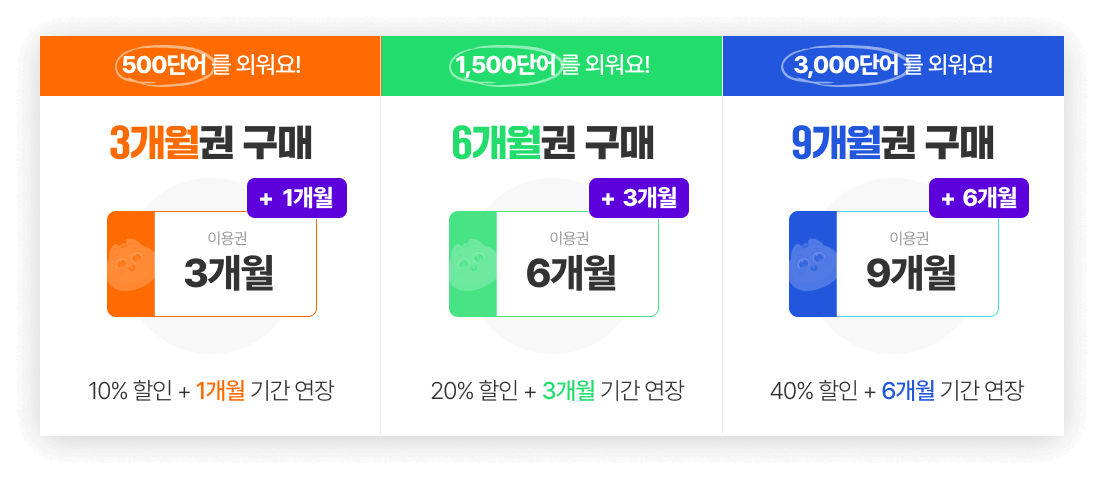 500단어를 외워요!
3개월권 구매
+ 1개월
이용권
3개월
10% 할인 + 1개월 기간 연장
1,500단어를 외워요!
6개월권 구매
+ 3개월
이용권
6개월
20% 할인 + 3개월 기간 연장
3,000단어를 외워요!
9개월권 구매
+ 6개월
이용권
9개월
40% 할인 + 6개월 기간 연장